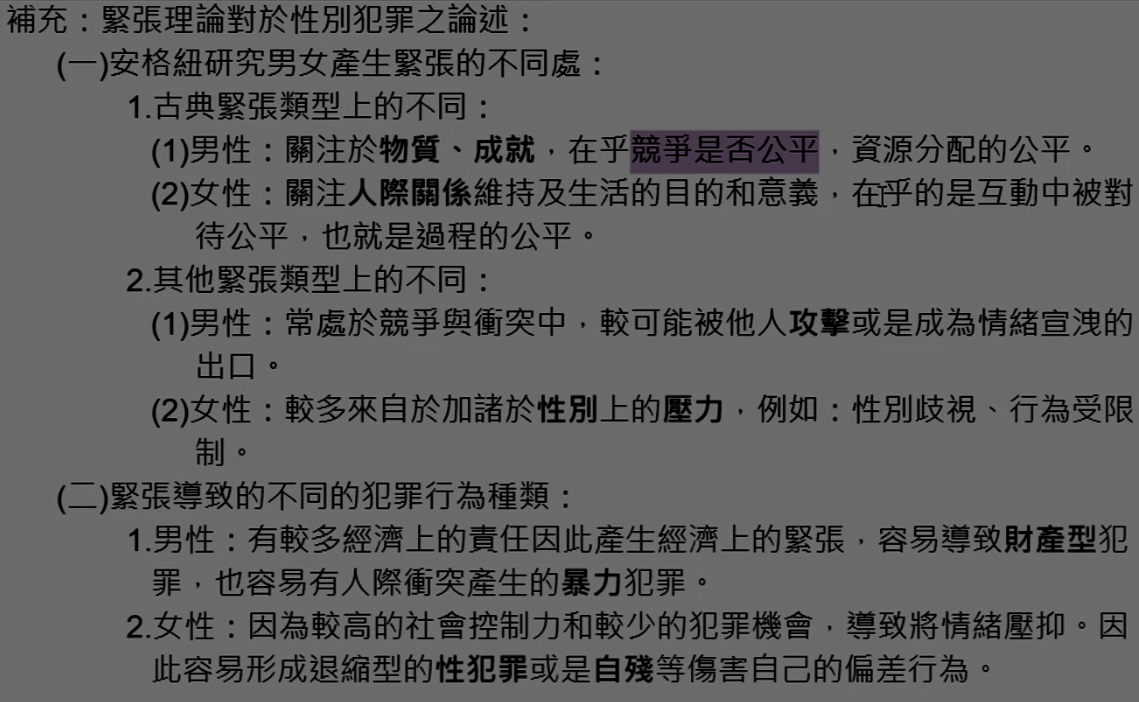 補充：緊張理論對於性別犯罪之論述：
(一)安格紐研究男女產生緊張的不同處：
1.古典緊張類型上的不同：
(1)男性：關注於物質、成就，在乎競爭是否公平，資源分配的公平。
(2)女性：關注人際關係維持及生活的目的和意義，在乎的是互動中被對
待公平，也就是過程的公平。
2.其他緊張類型上的不同：
(1)男性：常處於競爭與衝突中，較可能被他人攻擊或是成為情緒宣洩的
出口。
(2)女性：較多來自於加諸於性別上的壓力，例如：性別歧視、行為受限
制。
(二)緊張導致的不同的犯罪行為種類：
1.男性：有較多經濟上的責任因此產生經濟上的緊張，容易導致財產型犯
罪，也容易有人際衝突產生的暴力犯罪。
2.女性：因為較高的社會控制力和較少的犯罪機會，導致將情緒壓抑。因
此容易形成退縮型的性犯罪或是自殘等傷害自己的偏差行為。